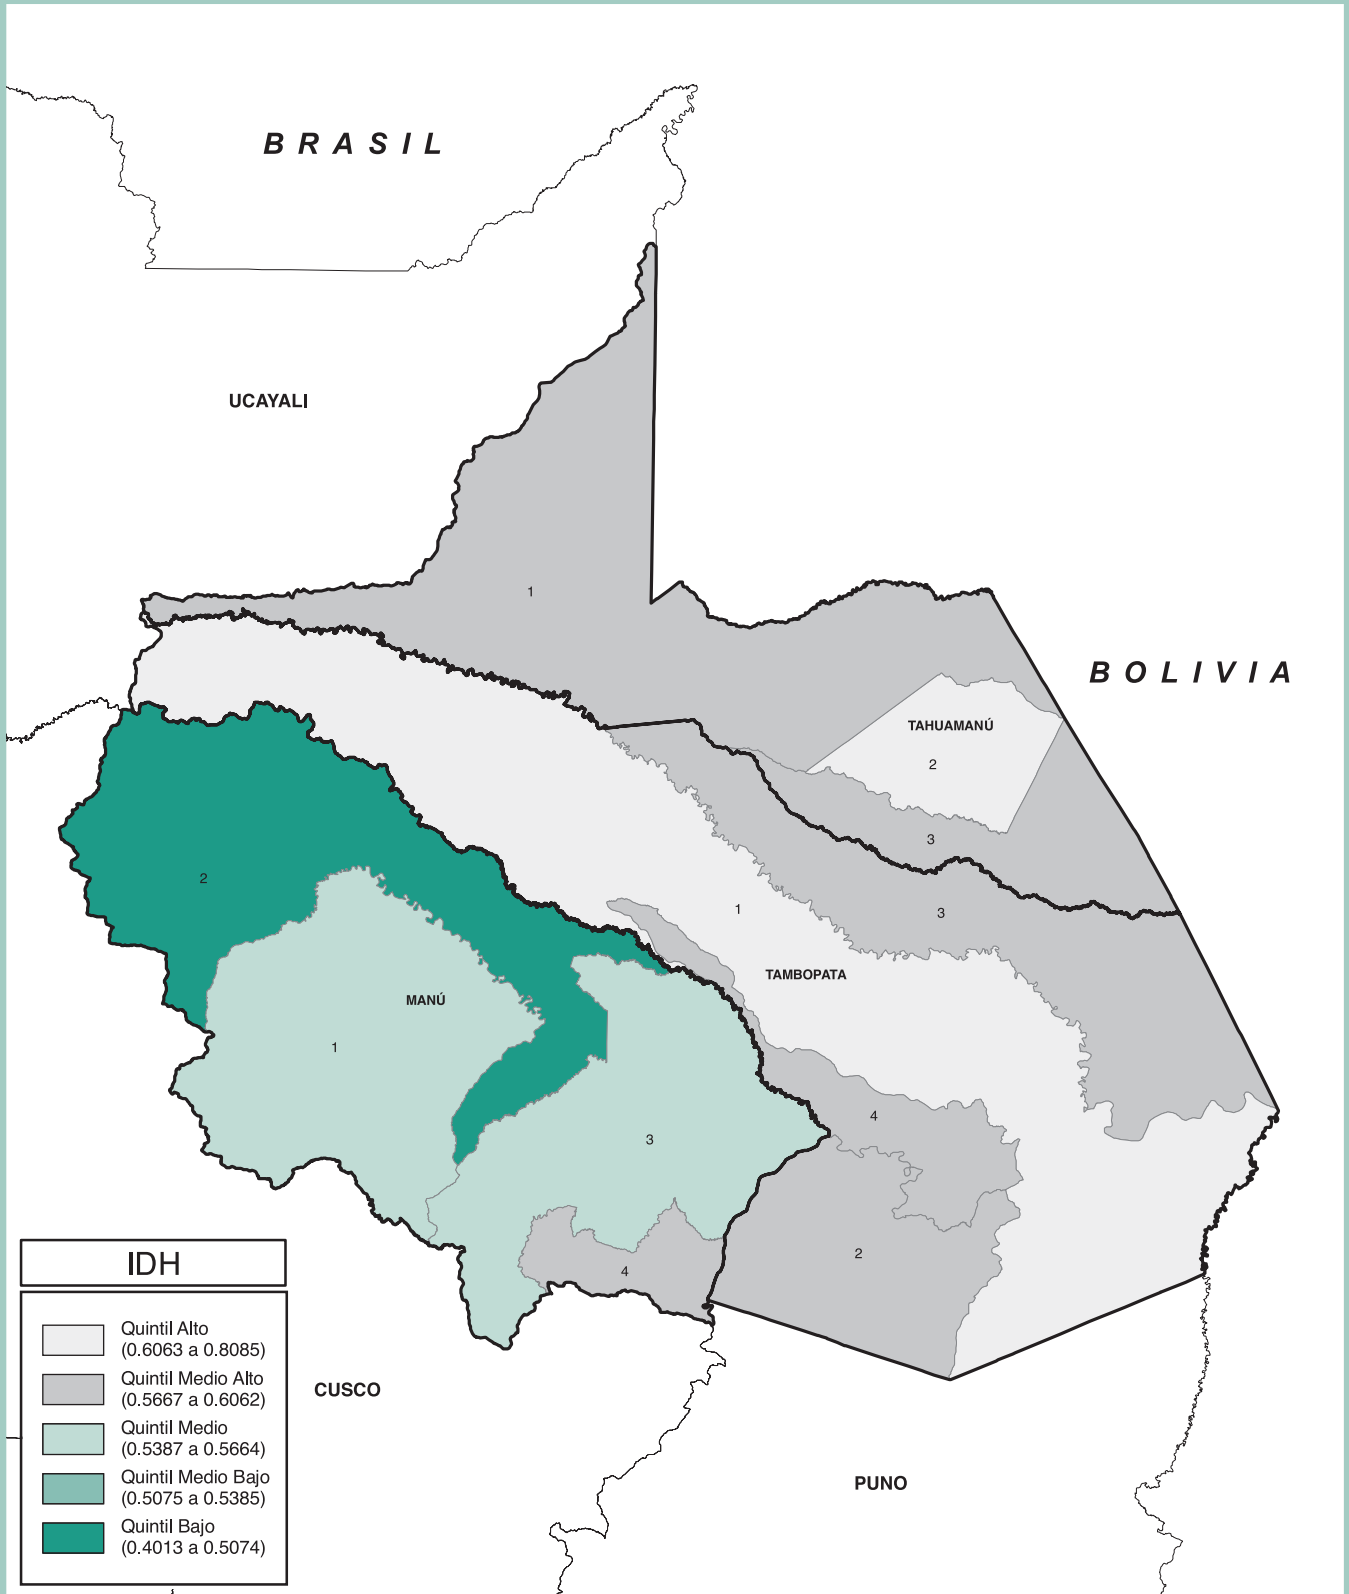 BRASIL
UCAYALI
1
BOLIVIA
TAHUAMANÚ
2
3
2
1
3
TAMBOPATA
MANÚ
1
4
3
2
4
IDH
Quintil Alto
(0.6063 a 0.8085)
Quintil Medio Alto
(0.5667 a 0.6062)
Quintil Medio
(0.5387 a 0.5664)
Quintil Medio Bajo
(0.5075 a 0.5385)
Quintil Bajo
(0.4013 a 0.5074)
CUSCO
PUNO